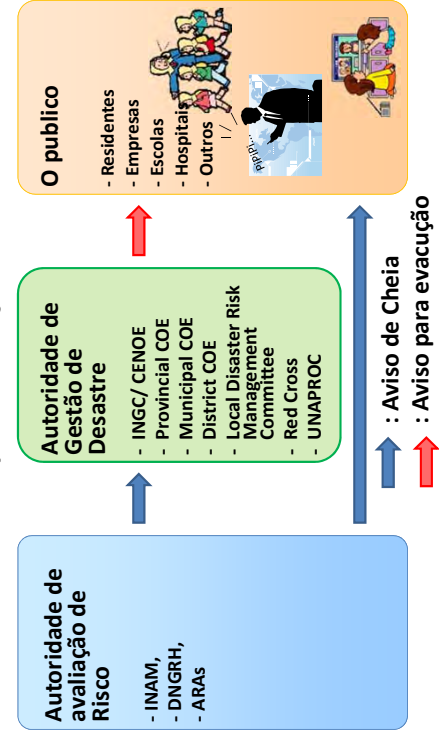 Autoridade de
avaliação de
Risco
- INAM,
- DNGRH,
- ARAs
Autoridade de
Gestão de
Desastre
- INGC/ CENOE
- Provincial COE
- Municipal COE
- District COE
- Local Disaster Risk
Management
Committee
- Red Cross
- UNAPROC
O publico
- Residentes
- Empresas
- Escolas
- Hospitais
- Outros
PIPIPI...
: Aviso de Cheia
: Aviso para evacução